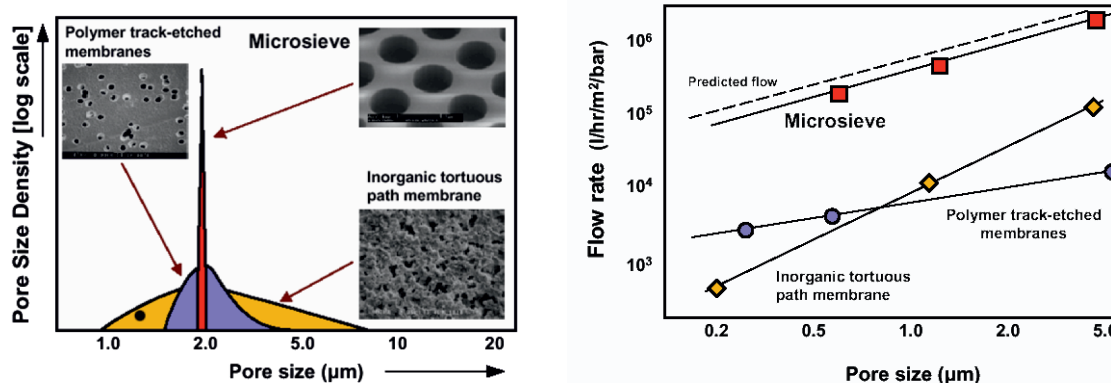 Polymer track-etched
membranes
Microsieve
Inorganic tortuous
path membrane
Pore Size Density [log scale]
1.0 2.0 5.0 10 20
Pore size (µm)
10⁶
10⁵
10⁴
10³
Flow rate (l/hr/m²/bar)
Predicted flow
Microsieve
Polymer track-etched
membranes
Inorganic tortuous
path membrane
0.2 0.5 1.0 2.0 5.0
Pore size (µm)